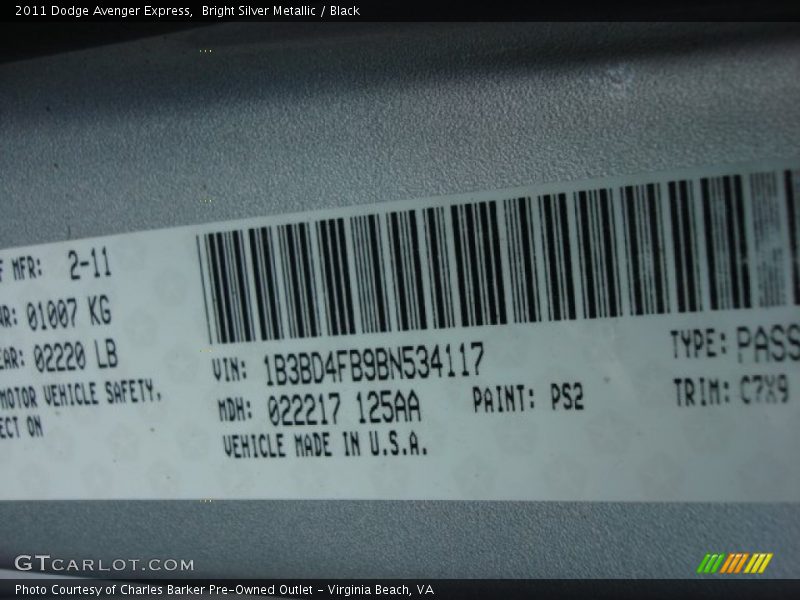 2011 Dodge Avenger Express, Bright Silver Metallic / Black
F MFR: 2-11
R: 01007 KG
EAR: 02220 LB
MOTOR VEHICLE SAFETY,
ECT ON
VIN: 1B3BD4FB9BN534117
MDH: 022217 125AA
VEHICLE MADE IN U.S.A.
PAINT: PS2
TYPE: PASS
TRIM: C7X9
GTCARLOT.COM
Photo Courtesy of Charles Barker Pre-Owned Outlet - Virginia Beach, VA